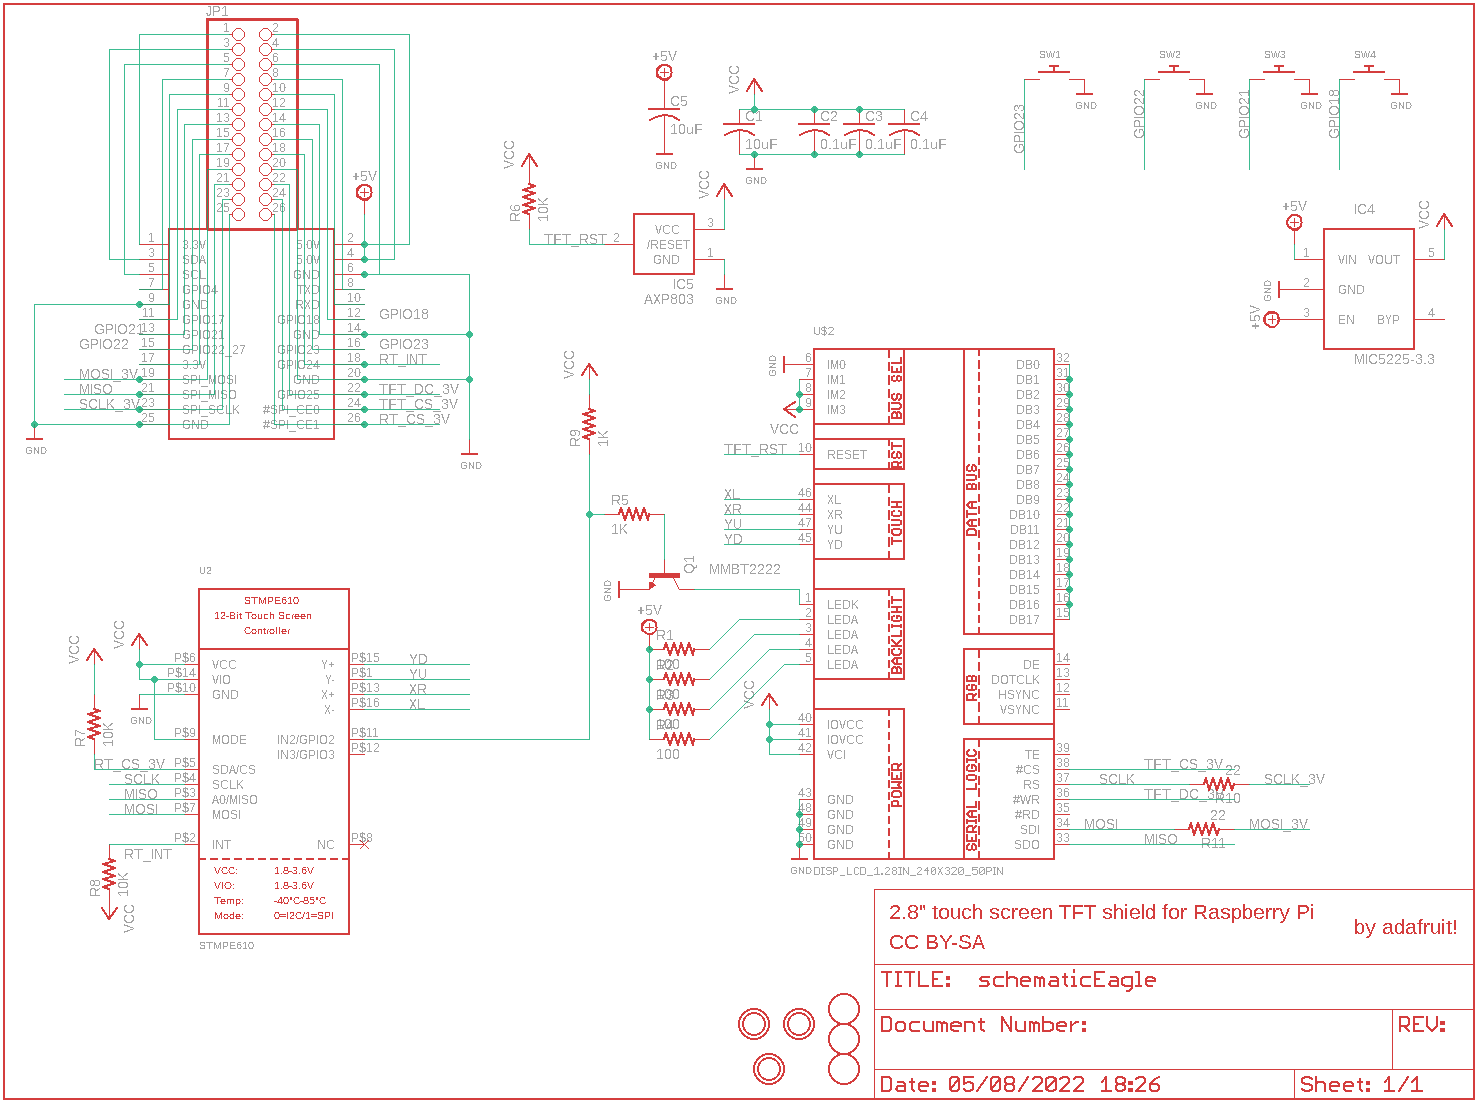 JP1
1 2
3 4
5 6
7 8
9 10
11 12
13 14
15 16
17 18
19 20
21 22
23 24
25 26
+5V
1 3.3V 5.0V 2
3 SDA 5.0V 4
5 SCL GND 6
7 GPIO4 TXD 8
9 GND RXD 10
11 GPIO17 GPIO18 12 GPIO18
GPIO21 13 GPIO21 GND 14
GPIO22 15 GPIO22_27 GPIO23 16 GPIO23
17 3.3V GPIO24 18 RT_INT
MOSI_3V 19 SPI_MOSI GND 20
MISO 21 SPI_MISO GPIO25 22 TFT_DC_3V
SCLK_3V 23 SPI_SCLK #SPI_CE0 24 TFT_CS_3V
25 GND #SPI_CE1 26 RT_CS_3V
GND
GND
+5V
C5
10uF
GND
VCC
C1 C2 C3 C4
10uF 0.1uF 0.1uF 0.1uF
GND
SW1 SW2 SW3 SW4
GND GND GND GND
GPIO23 GPIO22 GPIO21 GPIO18
VCC
R6
10K
TFT_RST 2
VCC
VCC 3
/RESET
GND 1
IC5
AXP803
GND
+5V
IC4
VCC
1 VIN VOUT 5
GND 2 GND
+5V 3 EN BYP 4
MIC5225-3.3
VCC
R9
1K
R5
1K
Q1
MMBT2222
GND
+5V
R1
100
R2
100
R3
100
R4
100
VCC
U$2
GND 6 IM0
7 IM1
8 IM2
9 IM3
VCC
BUS SEL
TFT_RST 10 RESET
RST
XL 46 XL
XR 44 XR
YU 47 YU
YD 45 YD
TOUCH
1 LEDK
2 LEDA
3 LEDA
4 LEDA
5 LEDA
BACKLIGHT
40 IOVCC
41 IOVCC
42 VCI
43 GND
48 GND
49 GND
50 GND
POWER
GND
DATA BUS
DB0 32
DB1 31
DB2 30
DB3 29
DB4 28
DB5 27
DB6 26
DB7 25
DB8 24
DB9 23
DB10 22
DB11 21
DB12 20
DB13 19
DB14 18
DB15 17
DB16 16
DB17 15
RGB
DE 14
DOTCLK 13
HSYNC 12
VSYNC 11
SERIAL LOGIC
TE 39
#CS 38 TFT_CS_3V
RS 37 SCLK 22 SCLK_3V
#WR 36 TFT_DC_3V R10
#RD 35
SDI 34 MOSI 22 MOSI_3V
SDO 33 MISO R11
DISP_LCD_1.28IN_240X320_50PIN
U2
STMPE610
12-Bit Touch Screen
Controller
VCC
VCC
P$6 VCC Y+ P$15 YD
P$14 VIO Y- P$1 YU
P$10 GND X+ P$13 XR
X- P$16 XL
GND
R7
10K
P$9 MODE IN2/GPIO2 P$11
IN3/GPIO3 P$12
RT_CS_3V P$5 SDA/CS
SCLK P$4 SCLK
MISO P$3 A0/MISO
MOSI P$7 MOSI
P$2 INT NC P$8
RT_INT
R8
10K
VCC
VCC: 1.8-3.6V
VIO: 1.8-3.6V
Temp: -40°C-85°C
Mode: 0=I2C/1=SPI
STMPE610
2.8" touch screen TFT shield for Raspberry Pi
CC BY-SA
by adafruit!
TITLE: schematicEagle
Document Number:
REV:
Date: 05/08/2022 18:26
Sheet: 1/1